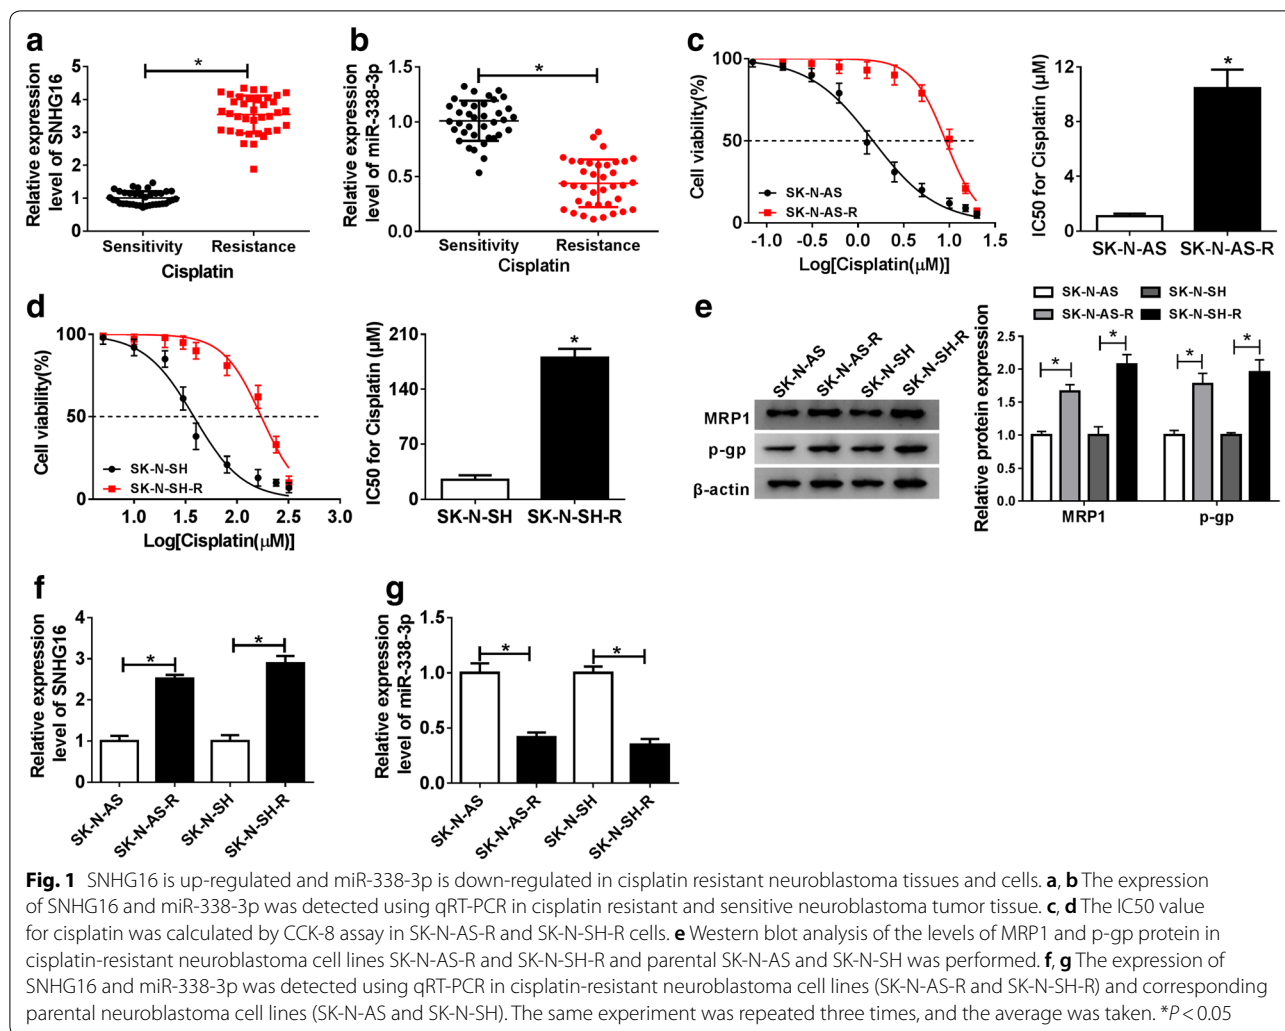 a
Relative expression
level of SNHG16
5
4
3
2
1
0
*
Sensitivity Resistance
Cisplatin
b
Relative expression
level of miR-338-3p
1.5
1.0
0.5
0.0
*
Sensitivity Resistance
Cisplatin
c
Cell viability(%)
100
50
0
SK-N-AS
SK-N-AS-R
-1.0 -0.5 0.0 0.5 1.0 1.5
Log[Cisplatin(μM)]
IC50 for Cisplatin (μM)
12
8
4
0
*
SK-N-AS SK-N-AS-R
d
Cell viability(%)
100
50
0
SK-N-SH
SK-N-SH-R
1.0 1.5 2.0 2.5 3.0
Log[Cisplatin(μM)]
IC50 for Cisplatin (μM)
210
140
70
0
*
SK-N-SH SK-N-SH-R
e
SK-N-AS SK-N-AS-R SK-N-SH SK-N-SH-R
MRP1
p-gp
β-actin
SK-N-AS SK-N-SH
SK-N-AS-R SK-N-SH-R
Relative protein expression
2.5
2.0
1.5
1.0
0.5
0.0
* * * *
MRP1 p-gp
f
Relative expression
level of SNHG16
4
3
2
1
0
* *
SK-N-AS SK-N-AS-R SK-N-SH SK-N-SH-R
g
Relative expression
level of miR-338-3p
1.5
1.0
0.5
0.0
* *
SK-N-AS SK-N-AS-R SK-N-SH SK-N-SH-R
Fig. 1 SNHG16 is up-regulated and miR-338-3p is down-regulated in cisplatin resistant neuroblastoma tissues and cells. a, b The expression
of SNHG16 and miR-338-3p was detected using qRT-PCR in cisplatin resistant and sensitive neuroblastoma tumor tissue. c, d The IC50 value
for cisplatin was calculated by CCK-8 assay in SK-N-AS-R and SK-N-SH-R cells. e Western blot analysis of the levels of MRP1 and p-gp protein in
cisplatin-resistant neuroblastoma cell lines SK-N-AS-R and SK-N-SH-R and parental SK-N-AS and SK-N-SH was performed. f, g The expression of
SNHG16 and miR-338-3p was detected using qRT-PCR in cisplatin-resistant neuroblastoma cell lines (SK-N-AS-R and SK-N-SH-R) and corresponding
parental neuroblastoma cell lines (SK-N-AS and SK-N-SH). The same experiment was repeated three times, and the average was taken. *P < 0.05